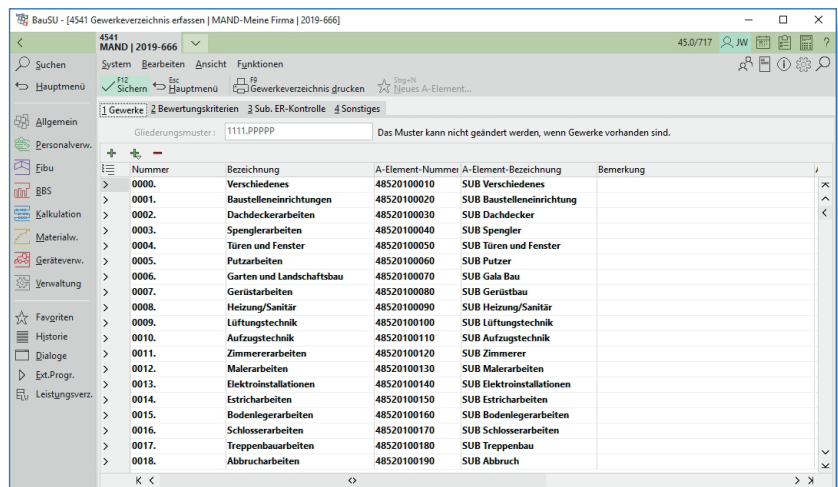 BauSU - [4541 Gewerkeverzeichnis erfassen | MAND-Meine Firma | 2019-666]
4541
MAND | 2019-666
45.0/717 JW ?
Suchen
Hauptmenü
Allgemein
Personalverw.
Fibu
BBS
Kalkulation
Materialw.
Geräteverw.
Verwaltung
Favoriten
Historie
Dialoge
Ext.Progr.
Leistungsverz.
System Bearbeiten Ansicht Funktionen
F12 Sichern Esc Hauptmenü F9 Gewerkeverzeichnis drucken Strg+N Neues A-Element...
1 Gewerke 2 Bewertungskriterien 3 Sub. ER-Kontrolle 4 Sonstiges
Gliederungsmuster: 1111.PPPPP Das Muster kann nicht geändert werden, wenn Gewerke vorhanden sind.
Nummer Bezeichnung A-Element-Nummer A-Element-Bezeichnung Bemerkung
0000. Verschiedenes 48520100010 SUB Verschiedenes
0001. Baustelleneinrichtungen 48520100020 SUB Baustelleneinrichtung
0002. Dachdeckerarbeiten 48520100030 SUB Dachdecker
0003. Spenglerarbeiten 48520100040 SUB Spengler
0004. Türen und Fenster 48520100050 SUB Türen und Fenster
0005. Putzarbeiten 48520100060 SUB Putzer
0006. Garten und Landschaftsbau 48520100070 SUB Gala Bau
0007. Gerüstarbeiten 48520100080 SUB Gerüstbau
0008. Heizung/Sanitär 48520100090 SUB Heizung/Sanitär
0009. Lüftungstechnik 48520100100 SUB Lüftungstechnik
0010. Aufzugstechnik 48520100110 SUB Aufzugstechnik
0011. Zimmererarbeiten 48520100120 SUB Zimmerer
0012. Malerarbeiten 48520100130 SUB Malerarbeiten
0013. Elektroinstallationen 48520100140 SUB Elektroinstallationen
0014. Estricharbeiten 48520100150 SUB Estricharbeiten
0015. Bodenlegerarbeiten 48520100160 SUB Bodenlegerarbeiten
0016. Schlosserarbeiten 48520100170 SUB Schlosserarbeiten
0017. Treppenbauarbeiten 48520100180 SUB Treppenbau
0018. Abbrucharbeiten 48520100190 SUB Abbruch